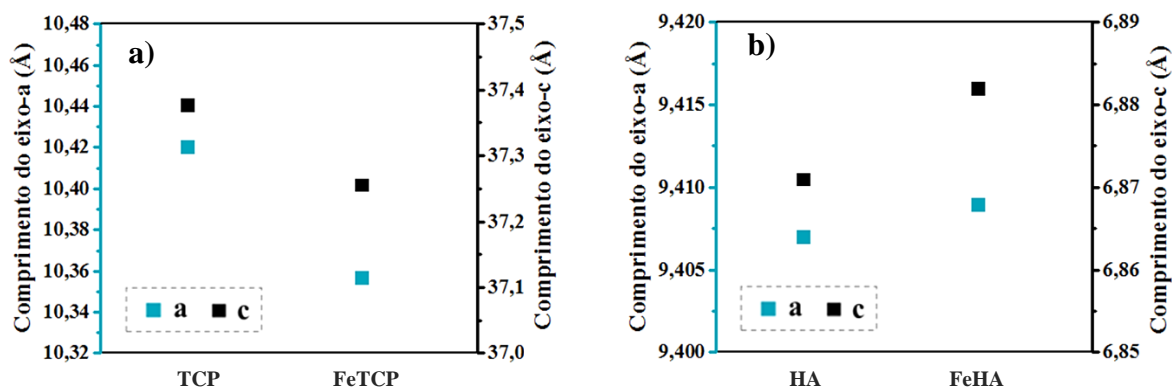 a)
Comprimento do eixo-a (Å)
10,48
10,46
10,44
10,42
10,40
10,38
10,36
10,34
10,32
37,5
37,4
37,3
37,2
37,1
37,0
Comprimento do eixo-c (Å)
a c
TCP FeTCP
b)
Comprimento do eixo-a (Å)
9,420
9,415
9,410
9,405
9,400
6,89
6,88
6,87
6,86
6,85
Comprimento do eixo-c (Å)
a c
HA FeHA